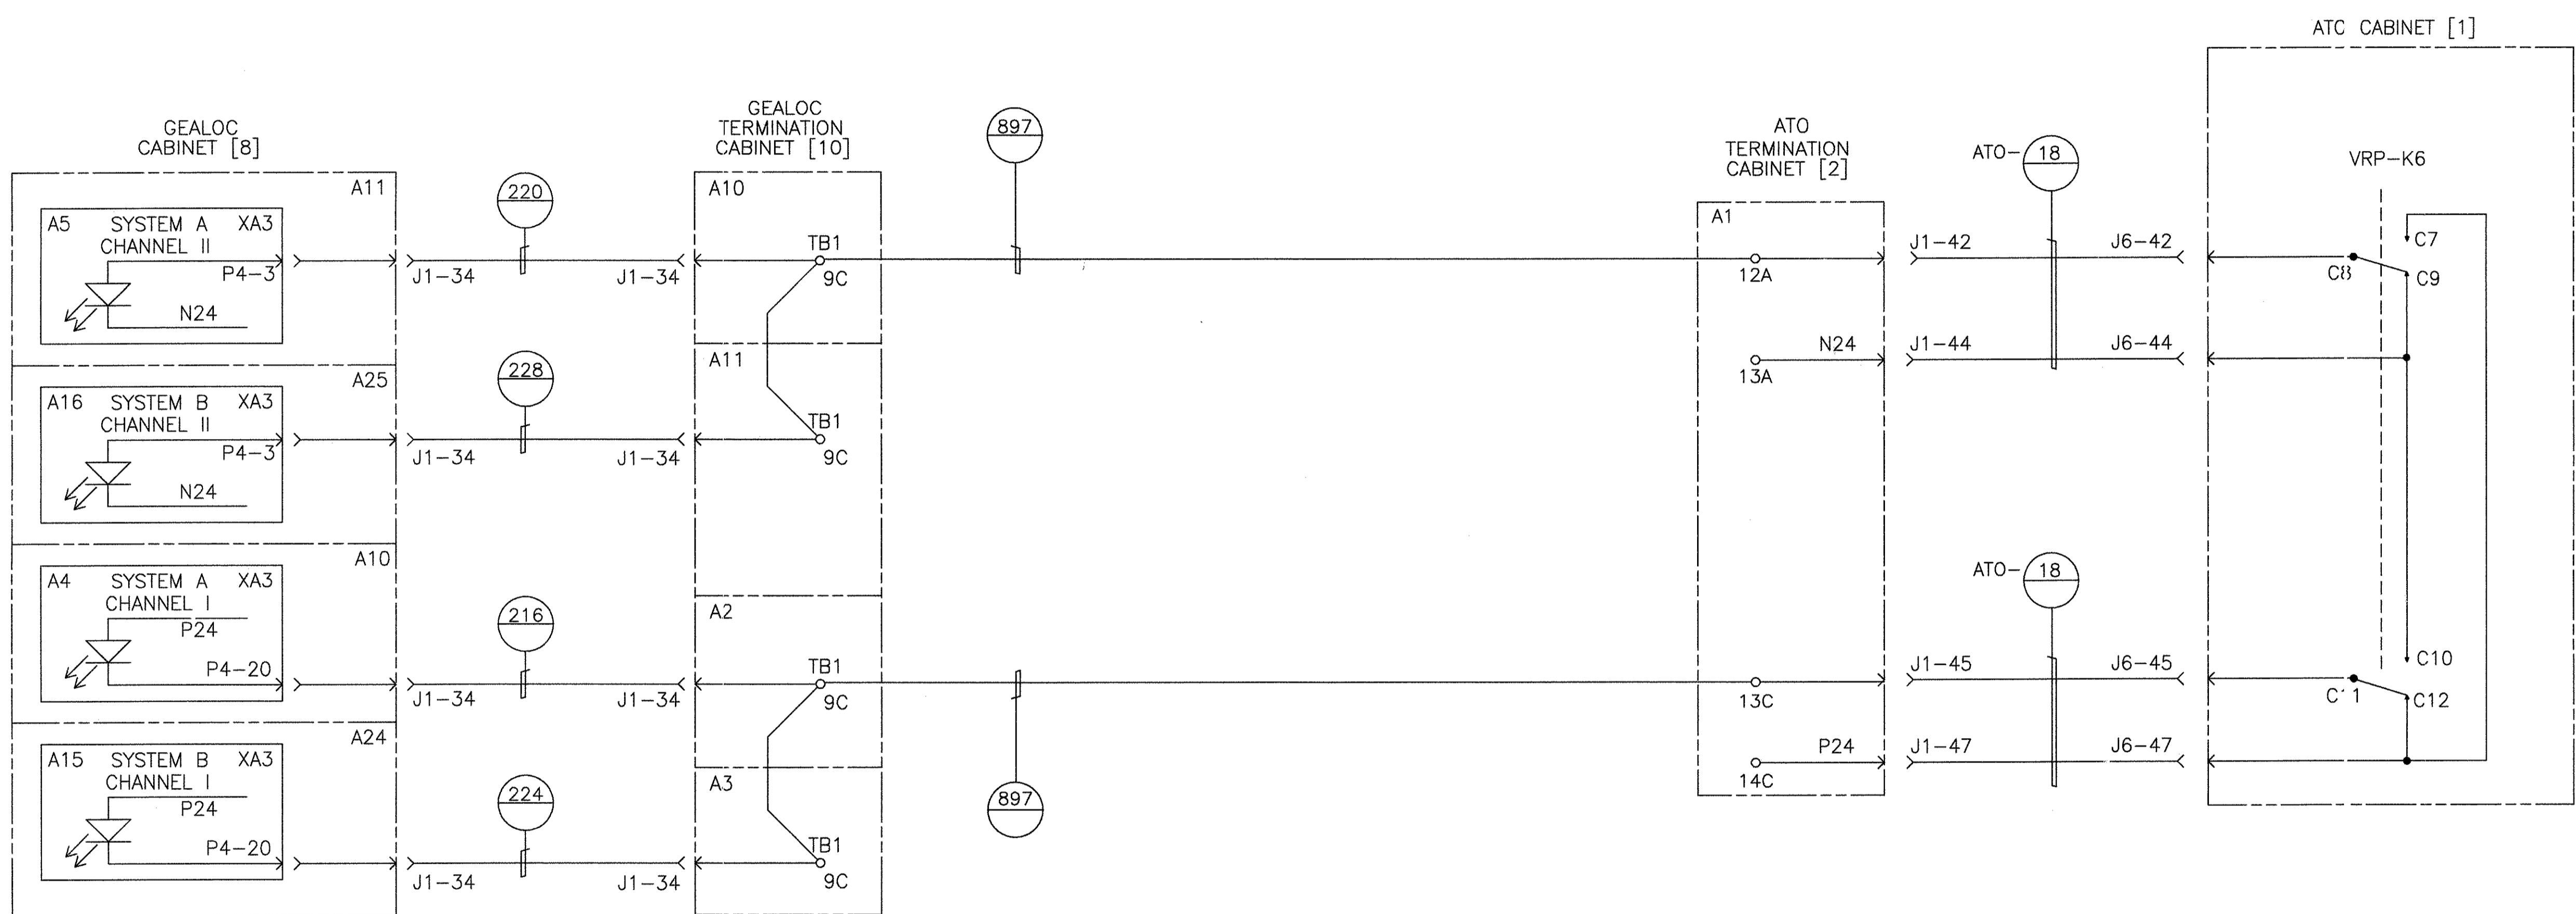 ATC CABINET [1]
GEALOC
CABINET [8]
GEALOC
TERMINATION
CABINET [10]
897
ATO
TERMINATION
CABINET [2]
ATO-
18
VRP-K6
A11
A5 SYSTEM A XA3
CHANNEL II
P4-3
N24
220
J1-34
J1-34
A10
TB1
9C
A1
12A
J1-42
J6-42
C7
C8
C9
A25
A16 SYSTEM B XA3
CHANNEL II
P4-3
N24
228
J1-34
J1-34
A11
TB1
9C
N24
13A
J1-44
J6-44
A10
A4 SYSTEM A XA3
CHANNEL I
P24
P4-20
216
J1-34
J1-34
A2
TB1
9C
13C
ATO-
18
J1-45
J6-45
C10
C12
A24
A15 SYSTEM B XA3
CHANNEL I
P24
P4-20
224
J1-34
J1-34
A3
TB1
9C
897
P24
14C
J1-47
J6-47